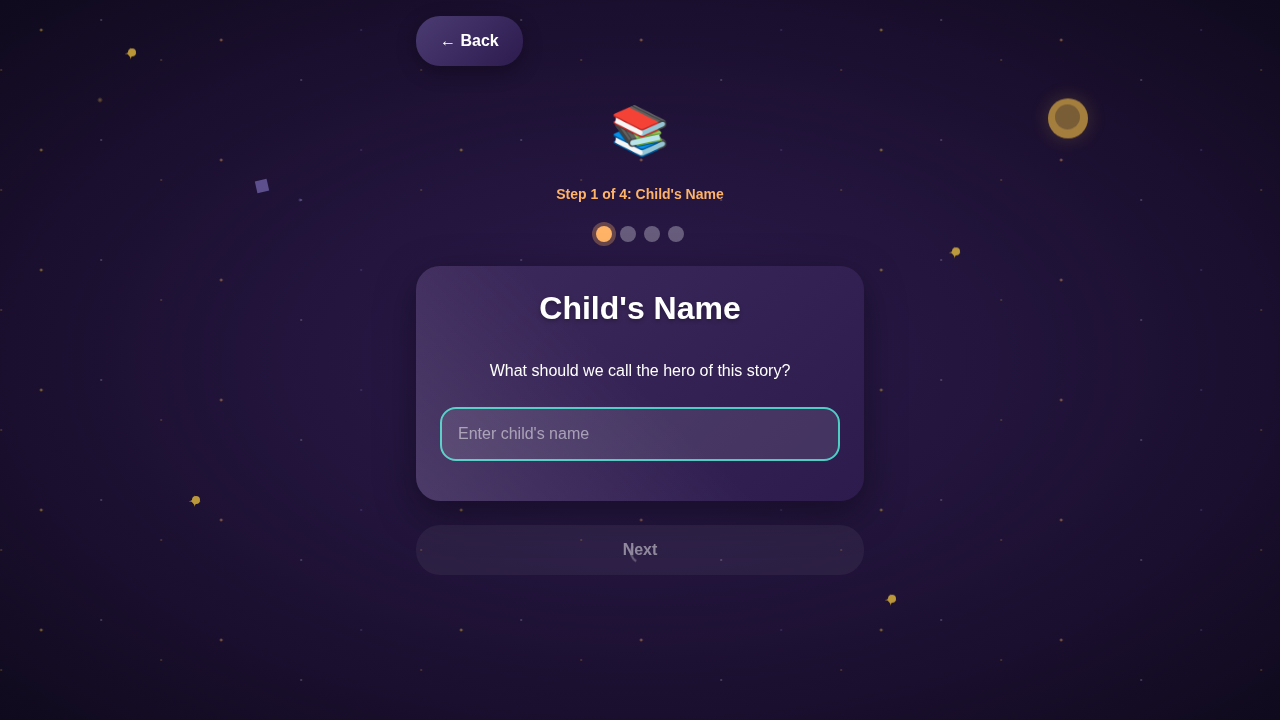 ← Back
Step 1 of 4: Child's Name
Child's Name
What should we call the hero of this story?
Enter child's name
Next